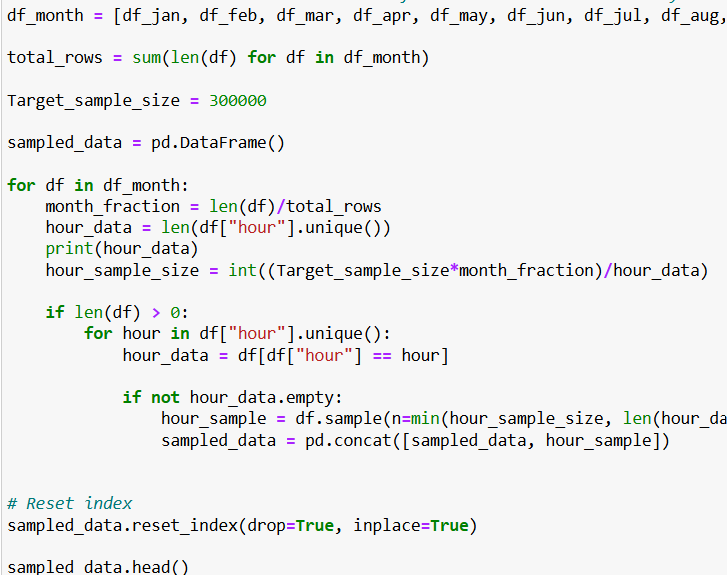 df_month = [df_jan, df_feb, df_mar, df_apr, df_may, df_jun, df_jul, df_aug,
total_rows = sum(len(df) for df in df_month)
Target_sample_size = 300000
sampled_data = pd.DataFrame()
for df in df_month:
    month_fraction = len(df)/total_rows
    hour_data = len(df["hour"].unique())
    print(hour_data)
    hour_sample_size = int((Target_sample_size*month_fraction)/hour_data)
    if len(df) > 0:
        for hour in df["hour"].unique():
            hour_data = df[df["hour"] == hour]
            if not hour_data.empty:
                hour_sample = df.sample(n=min(hour_sample_size, len(hour_da
                sampled_data = pd.concat([sampled_data, hour_sample])
# Reset index
sampled_data.reset_index(drop=True, inplace=True)
sampled_data.head()